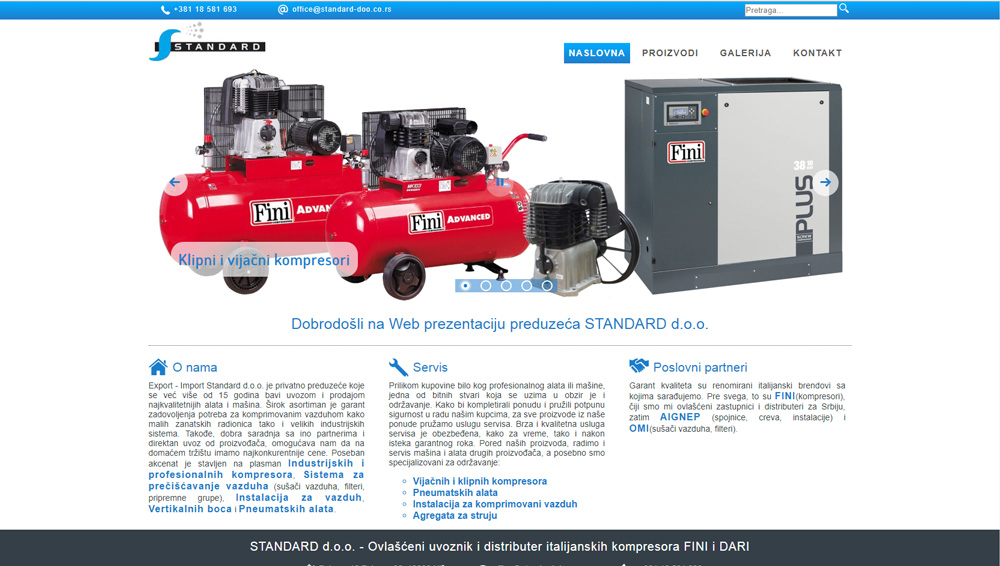 +381 18 581 693
office@standard-doo.co.rs
Pretraga...
STANDARD
NASLOVNA
PROIZVODI
GALERIJA
KONTAKT
Fini ADVANCED
Fini ADVANCED
Fini
38
PLUS
Klipni i vijačni kompresori
Dobrodošli na Web prezentaciju preduzeća STANDARD d.o.o.
O nama
Export - Import Standard d.o.o. je privatno preduzeće koje
se već više od 15 godina bavi uvozom i prodajom
najkvalitetnijih alata i mašina. Širok asortiman je garant
zadovoljenja potreba za komprimovanim vazduhom kako
malih zanatskih radionica tako i velikih industrijskih
sistema. Takođe, dobra saradnja sa ino partnerima i
direktan uvoz od proizvođača, omogućava nam da na
domaćem tržištu imamo najkonkurentnije cene. Poseban
akcenat je stavljen na plasman Industrijskih i
profesionalnih kompresora, Sistema za
prečišćavanje vazduha (sušači vazduha, filteri,
pripremne grupe), Instalacija za vazduh,
Vertikalnih boca i Pneumatskih alata.
Servis
Prilikom kupovine bilo kog profesionalnog alata ili mašine,
jedna od bitnih stvari koja se uzima u obzir je i
održavanje. Kako bi kompletirali ponudu i pružili potpunu
sigurnost u radu našim kupcima, za sve proizvode iz naše
ponude pružamo uslugu servisa. Brza i kvalitetna usluga
servisa je obezbeđena, kako za vreme, tako i nakon
isteka garantnog roka. Pored naših proizvoda, radimo i
servis mašina i alata drugih proizvođača, a posebno smo
specijalizovani za održavanje:
Vijačnih i klipnih kompresora
Pneumatskih alata
Instalacija za komprimovani vazduh
Agregata za struju
Poslovni partneri
Garant kvaliteta su renomirani italijanski brendovi sa
kojima sarađujemo. Pre svega, to su FINI(kompresori),
čiji smo mi ovlašćeni zastupnici i distributeri za Srbiju,
zatim AIGNEP (spojnice, creva, instalacije) i
OMI(sušači vazduha, filteri).
STANDARD d.o.o. - Ovlašćeni uvoznik i distributer italijanskih kompresora FINI i DARI